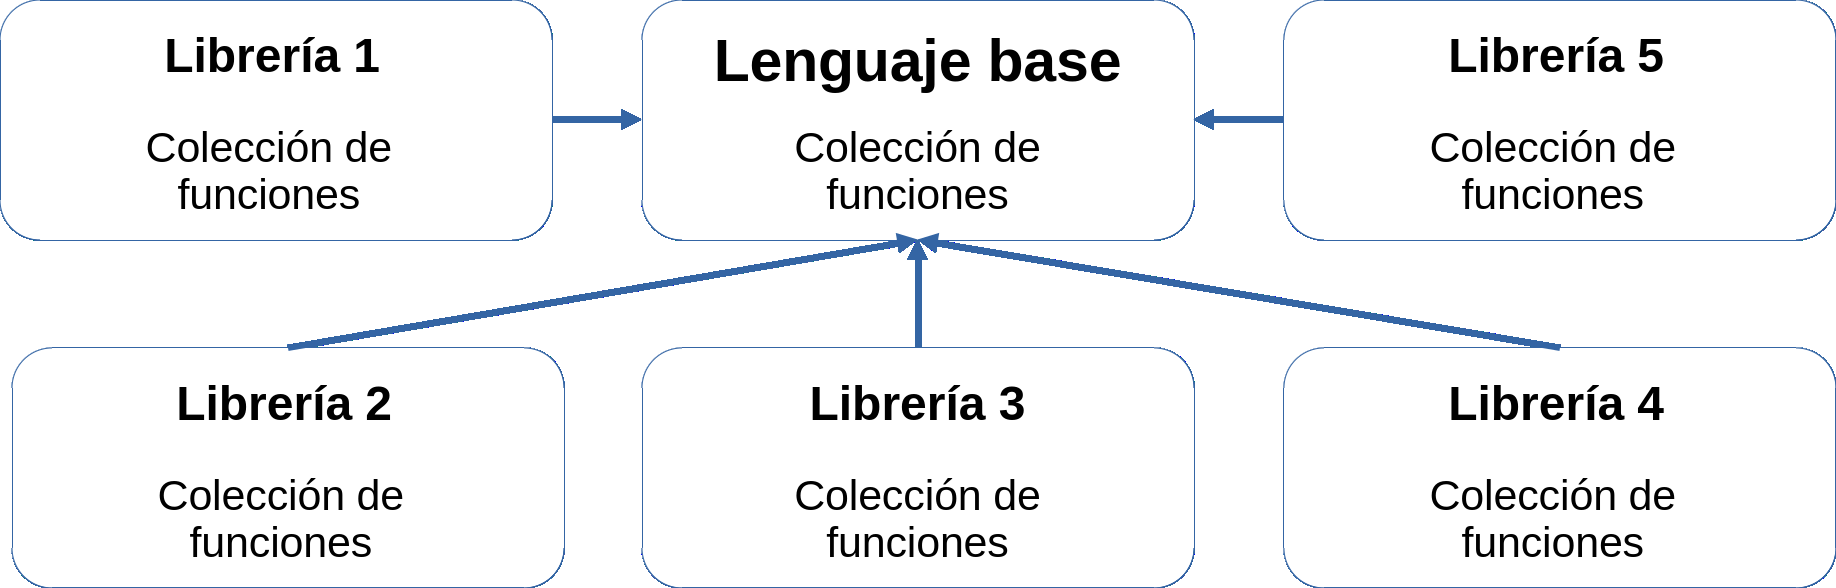 Librería 1
Colección de
funciones
Lenguaje base
Colección de
funciones
Librería 5
Colección de
funciones
Librería 2
Colección de
funciones
Librería 3
Colección de
funciones
Librería 4
Colección de
funciones